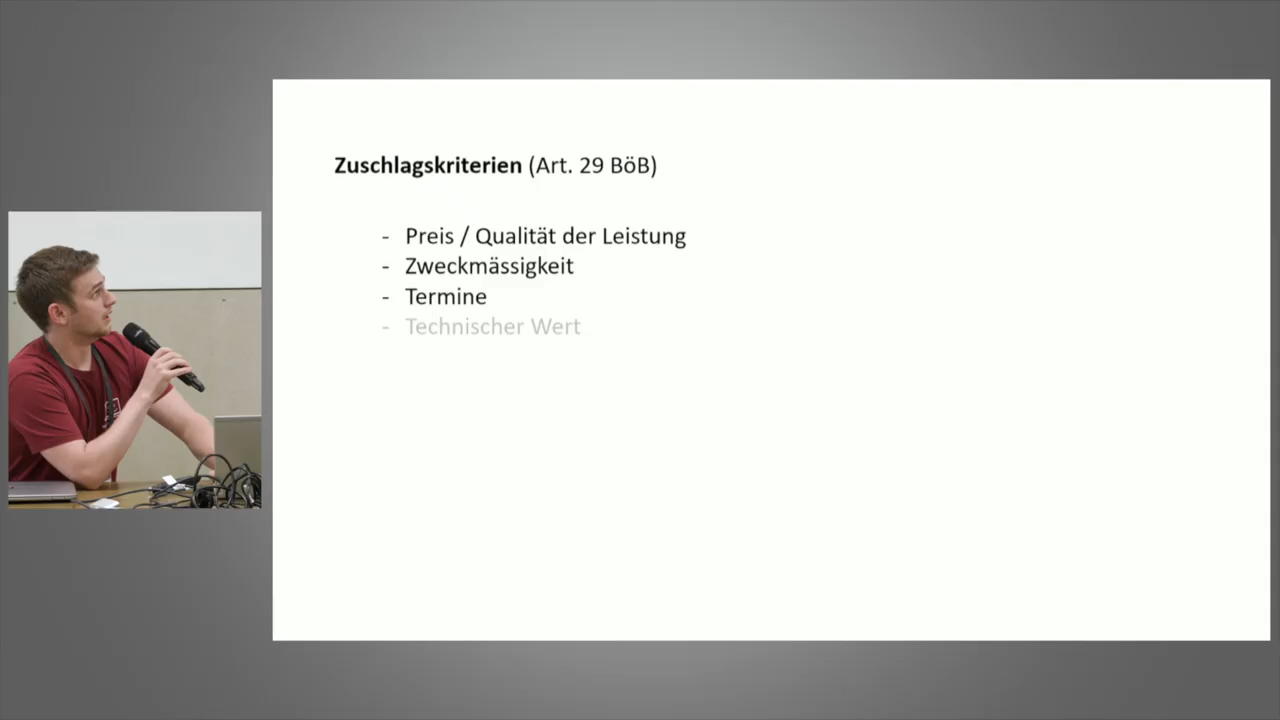 Zuschlagskriterien (Art. 29 BöB)
- Preis / Qualität der Leistung
- Zweckmässigkeit
- Termine
- Technischer Wert